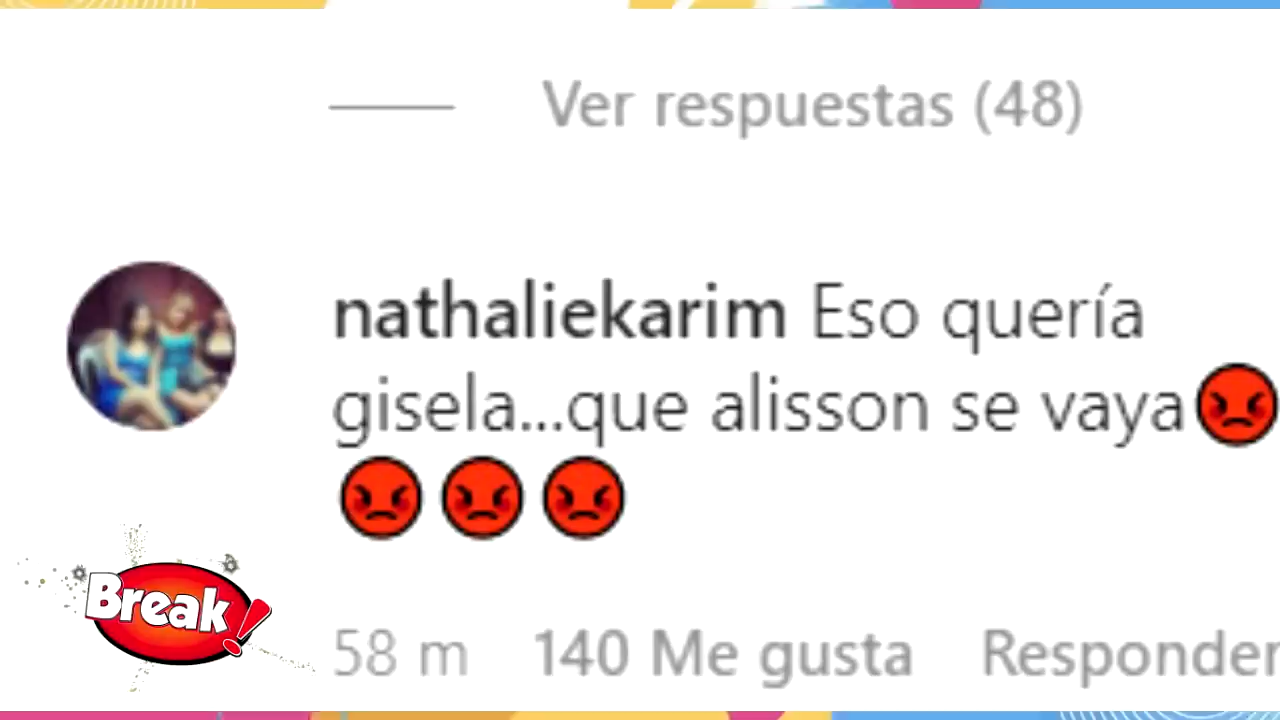 Ver respuestas (48)
nathaliekarim Eso quería
gisela...que alisson se vaya😡
😡😡😡
Break!
58 m 140 Me gusta Responder